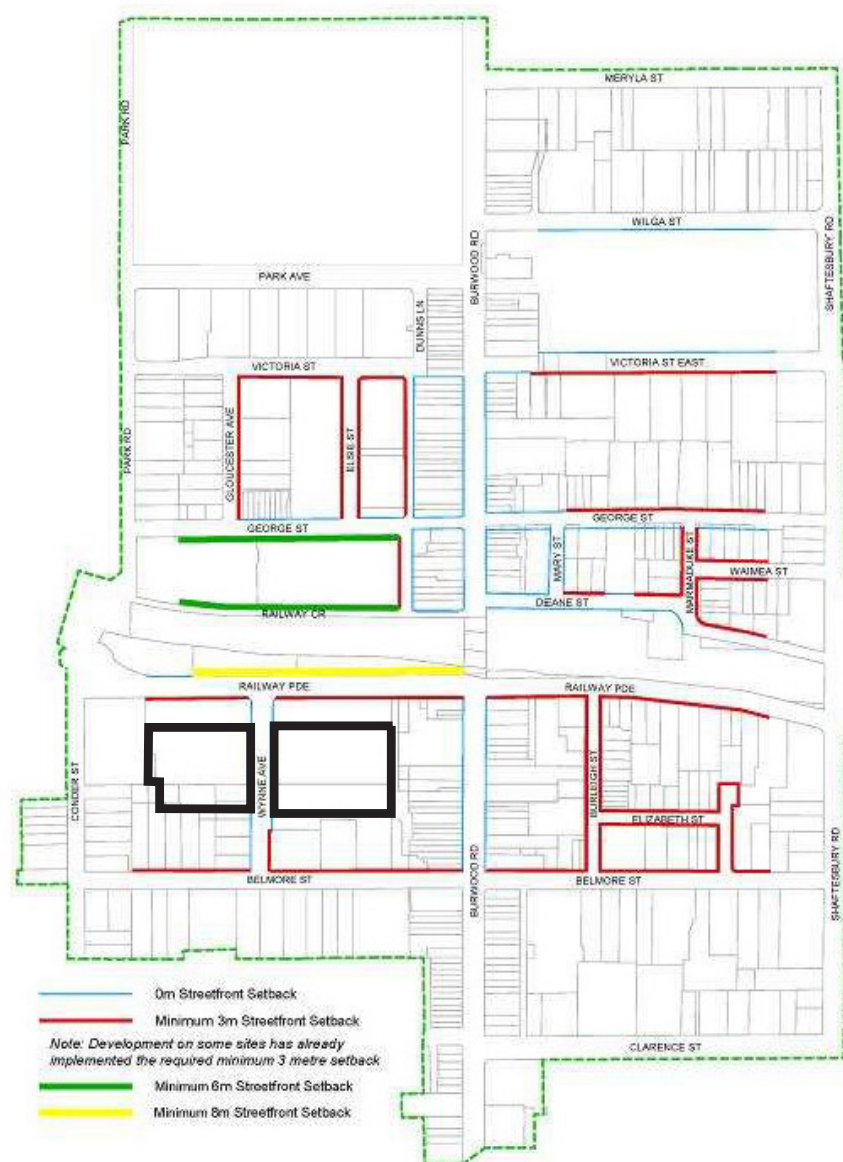 MERYLA ST
PARK RD
WILGA ST
BURWOOD RD
SHAFTESBURY RD
PARK AVE
DUNNS LN
VICTORIA ST
VICTORIA ST EAST
PARK RD
GLOUCESTER AVE
ELSIE ST
GEORGE ST
GEORGE ST
MARY ST
MARMADUKE ST
WAIMEA ST
DEANE ST
RAILWAY CR
RAILWAY PDE
RAILWAY PDE
CONDER ST
WYNNE AVE
BURLEIGH ST
ELIZABETH ST
BELMORE ST
BELMORE ST
BURWOOD RD
SHAFTESBURY RD
0m Streetfront Setback
Minimum 3m Streetfront Setback
Note: Development on some sites has already
implemented the required minimum 3 metre setback
CLARENCE ST
Minimum 6m Streetfront Setback
Minimum 8m Streetfront Setback